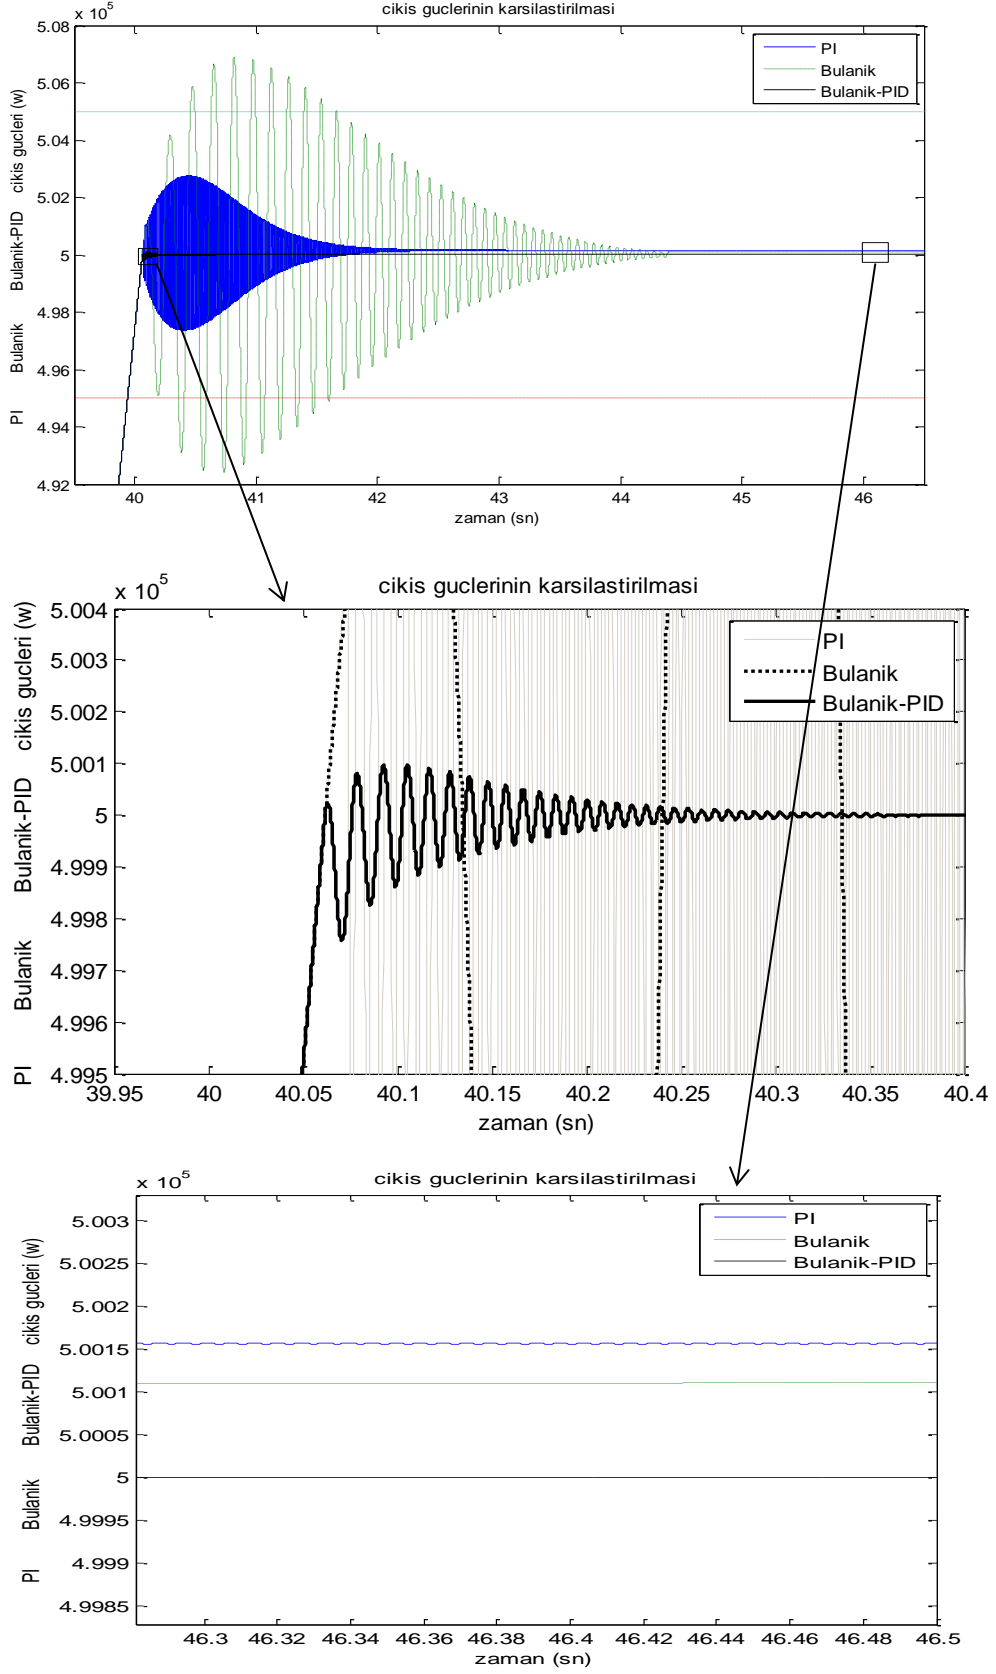 cikis guclerinin karsilastirilmasi
x 10^5
PI
Bulanik
Bulanik-PID
5.08
5.06
5.04
5.02
5
4.98
4.96
4.94
4.92
PI Bulanik Bulanik-PID cikis gucleri (w)
40 41 42 43 44 45 46
zaman (sn)
cikis guclerinin karsilastirilmasi
x 10^5
PI
Bulanik
Bulanik-PID
5.004
5.003
5.002
5.001
5
4.999
4.998
4.997
4.996
4.995
PI Bulanik Bulanik-PID cikis gucleri (w)
39.95 40 40.05 40.1 40.15 40.2 40.25 40.3 40.35 40.4
zaman (sn)
cikis guclerinin karsilastirilmasi
x 10^5
PI
Bulanik
Bulanik-PID
5.003
5.0025
5.002
5.0015
5.001
5.0005
5
4.9995
4.999
4.9985
PI Bulanik Bulanik-PID cikis gucleri (w)
46.3 46.32 46.34 46.36 46.38 46.4 46.42 46.44 46.46 46.48 46.5
zaman (sn)